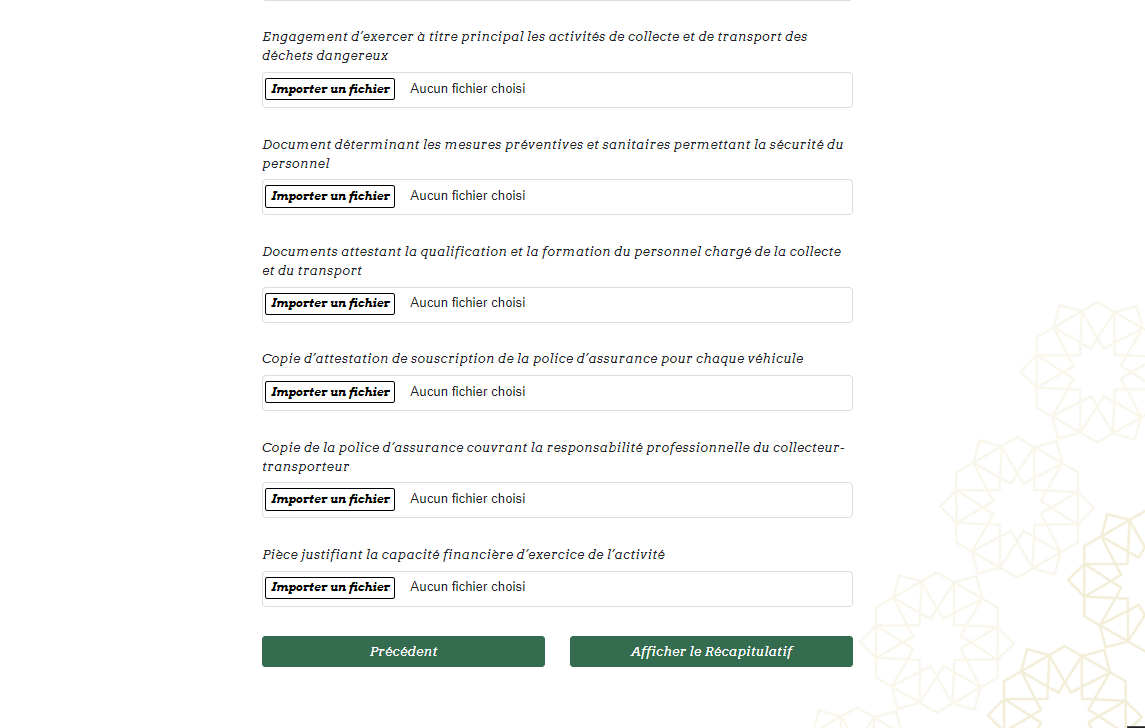 Engagement d’exercer à titre principal les activités de collecte et de transport des
déchets dangereux
Importer un fichier Aucun fichier choisi
Document déterminant les mesures préventives et sanitaires permettant la sécurité du
personnel
Importer un fichier Aucun fichier choisi
Documents attestant la qualification et la formation du personnel chargé de la collecte
et du transport
Importer un fichier Aucun fichier choisi
Copie d’attestation de souscription de la police d’assurance pour chaque véhicule
Importer un fichier Aucun fichier choisi
Copie de la police d’assurance couvrant la responsabilité professionnelle du collecteur-
transporteur
Importer un fichier Aucun fichier choisi
Pièce justifiant la capacité financière d’exercice de l’activité
Importer un fichier Aucun fichier choisi
Précédent Afficher le Récapitulatif